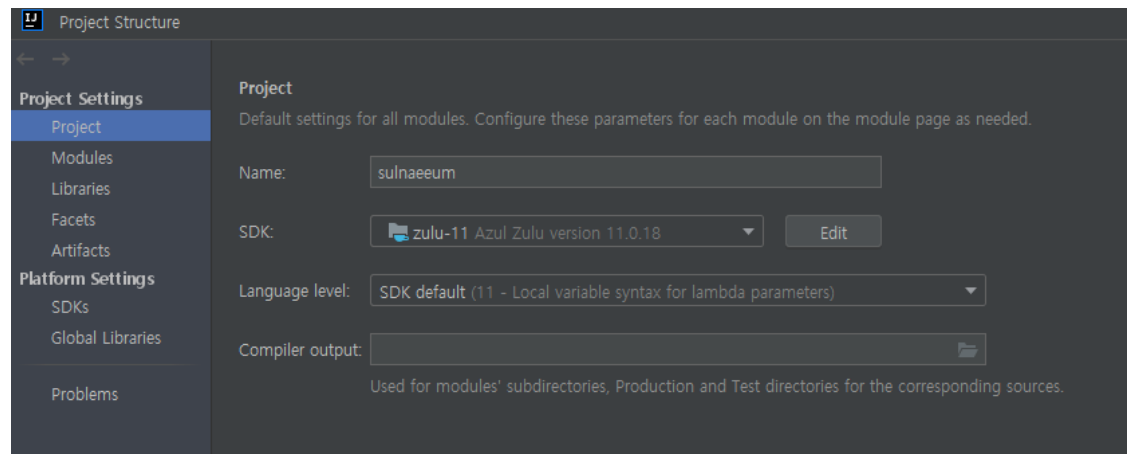 IJ Project Structure
Project Settings
Project
Modules
Libraries
Facets
Artifacts
Platform Settings
SDKs
Global Libraries
Problems
Project
Default settings for all modules. Configure these parameters for each module on the module page as needed.
Name: sulnaeeum
SDK: zulu-11 Azul Zulu version 11.0.18 Edit
Language level: SDK default (11 - Local variable syntax for lambda parameters)
Compiler output:
Used for modules' subdirectories, Production and Test directories for the corresponding sources.